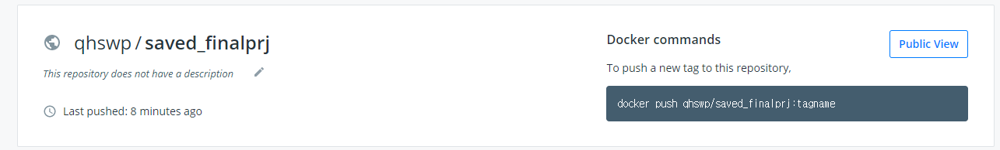 qhswp / saved_finalprj
This repository does not have a description
Last pushed: 8 minutes ago
Docker commands
Public View
To push a new tag to this repository,
docker push qhswp/saved_finalprj:tagname